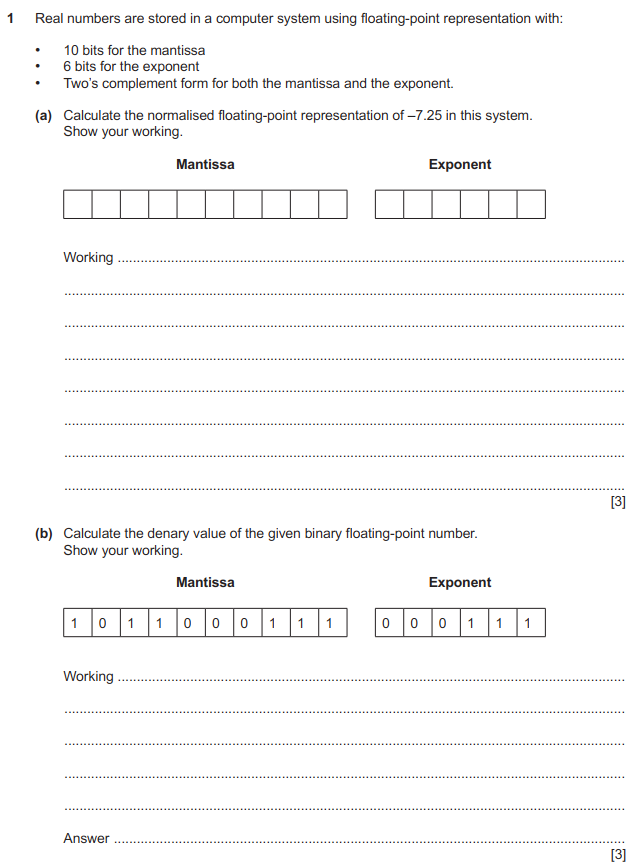 1 Real numbers are stored in a computer system using floating-point representation with:
• 10 bits for the mantissa
• 6 bits for the exponent
• Two’s complement form for both the mantissa and the exponent.
(a) Calculate the normalised floating-point representation of –7.25 in this system.
Show your working.
Mantissa Exponent
Working ................................................................
[3]
(b) Calculate the denary value of the given binary floating-point number.
Show your working.
Mantissa Exponent
1 0 1 1 0 0 0 1 1 1 0 0 0 1 1 1
Working ................................................................
Answer ................................................................
[3]